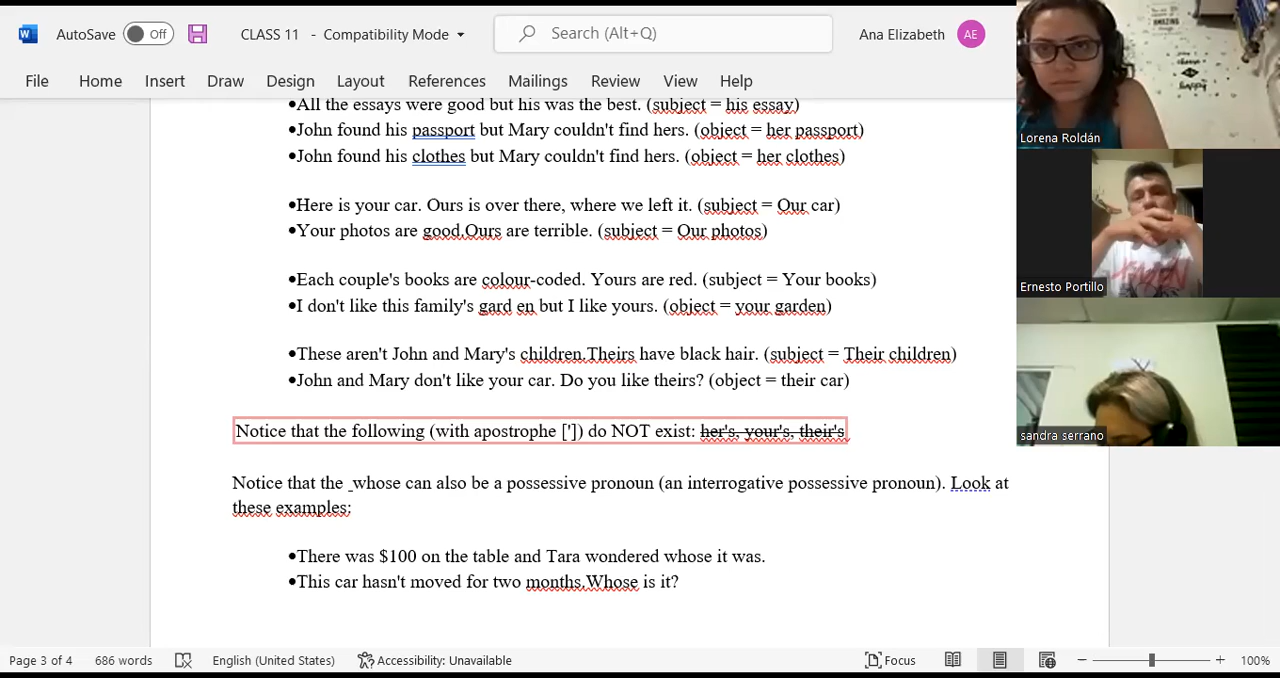 AutoSave Off CLASS 11 - Compatibility Mode Search (Alt+Q) Ana Elizabeth AE
File Home Insert Draw Design Layout References Mailings Review View Help
•All the essays were good but his was the best. (subject = his essay)
•John found his passport but Mary couldn't find hers. (object = her passport)
•John found his clothes but Mary couldn't find hers. (object = her clothes)
•Here is your car. Ours is over there, where we left it. (subject = Our car)
•Your photos are good.Ours are terrible. (subject = Our photos)
•Each couple's books are colour-coded. Yours are red. (subject = Your books)
•I don't like this family's gard en but I like yours. (object = your garden)
•These aren't John and Mary's children.Theirs have black hair. (subject = Their children)
•John and Mary don't like your car. Do you like theirs? (object = their car)
Notice that the following (with apostrophe [']) do NOT exist: her's, your's, their's
Notice that the _whose can also be a possessive pronoun (an interrogative possessive pronoun). Look at
these examples:
•There was $100 on the table and Tara wondered whose it was.
•This car hasn't moved for two months.Whose is it?
Page 3 of 4 686 words English (United States) Accessibility: Unavailable Focus 100%
Lorena Roldán
Ernesto Portillo
sandra serrano